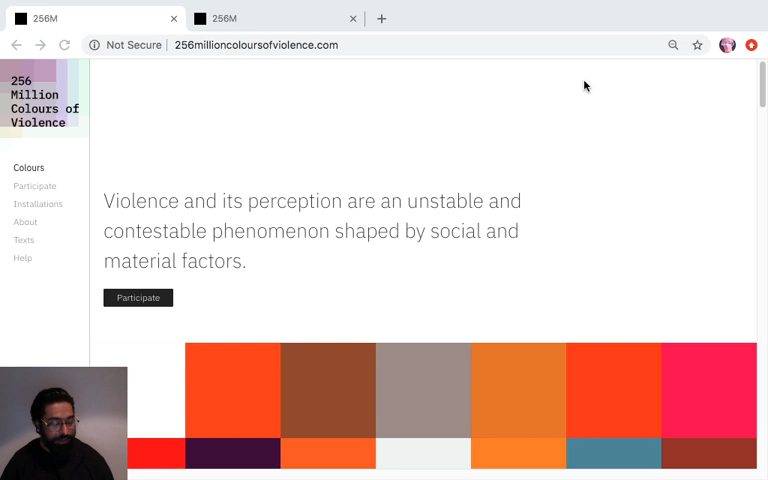 256M
256M
Not Secure
256millioncoloursofviolence.com
256
Million
Colours of
Violence
Colours
Participate
Installations
About
Texts
Help
Violence and its perception are an unstable and
contestable phenomenon shaped by social and
material factors.
Participate